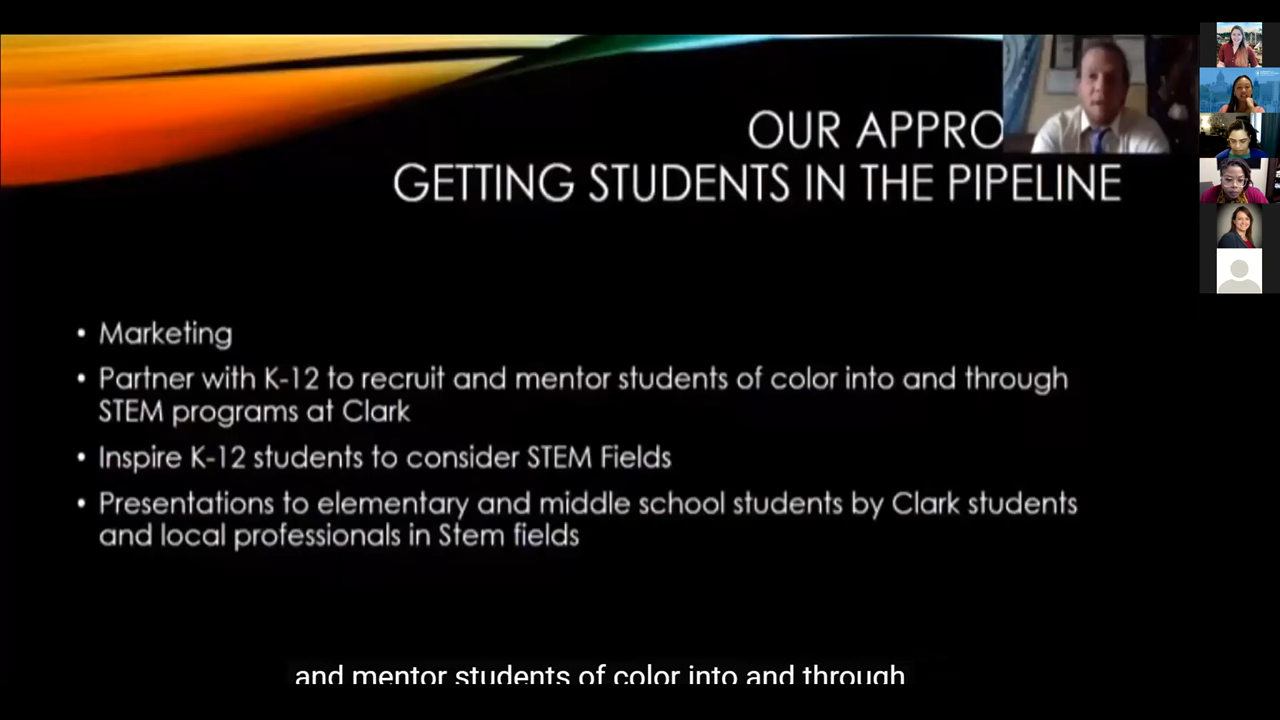 OUR APPRO
GETTING STUDENTS IN THE PIPELINE
• Marketing
• Partner with K-12 to recruit and mentor students of color into and through
STEM programs at Clark
• Inspire K-12 students to consider STEM Fields
• Presentations to elementary and middle school students by Clark students
and local professionals in Stem fields
and mentor students of color into and through